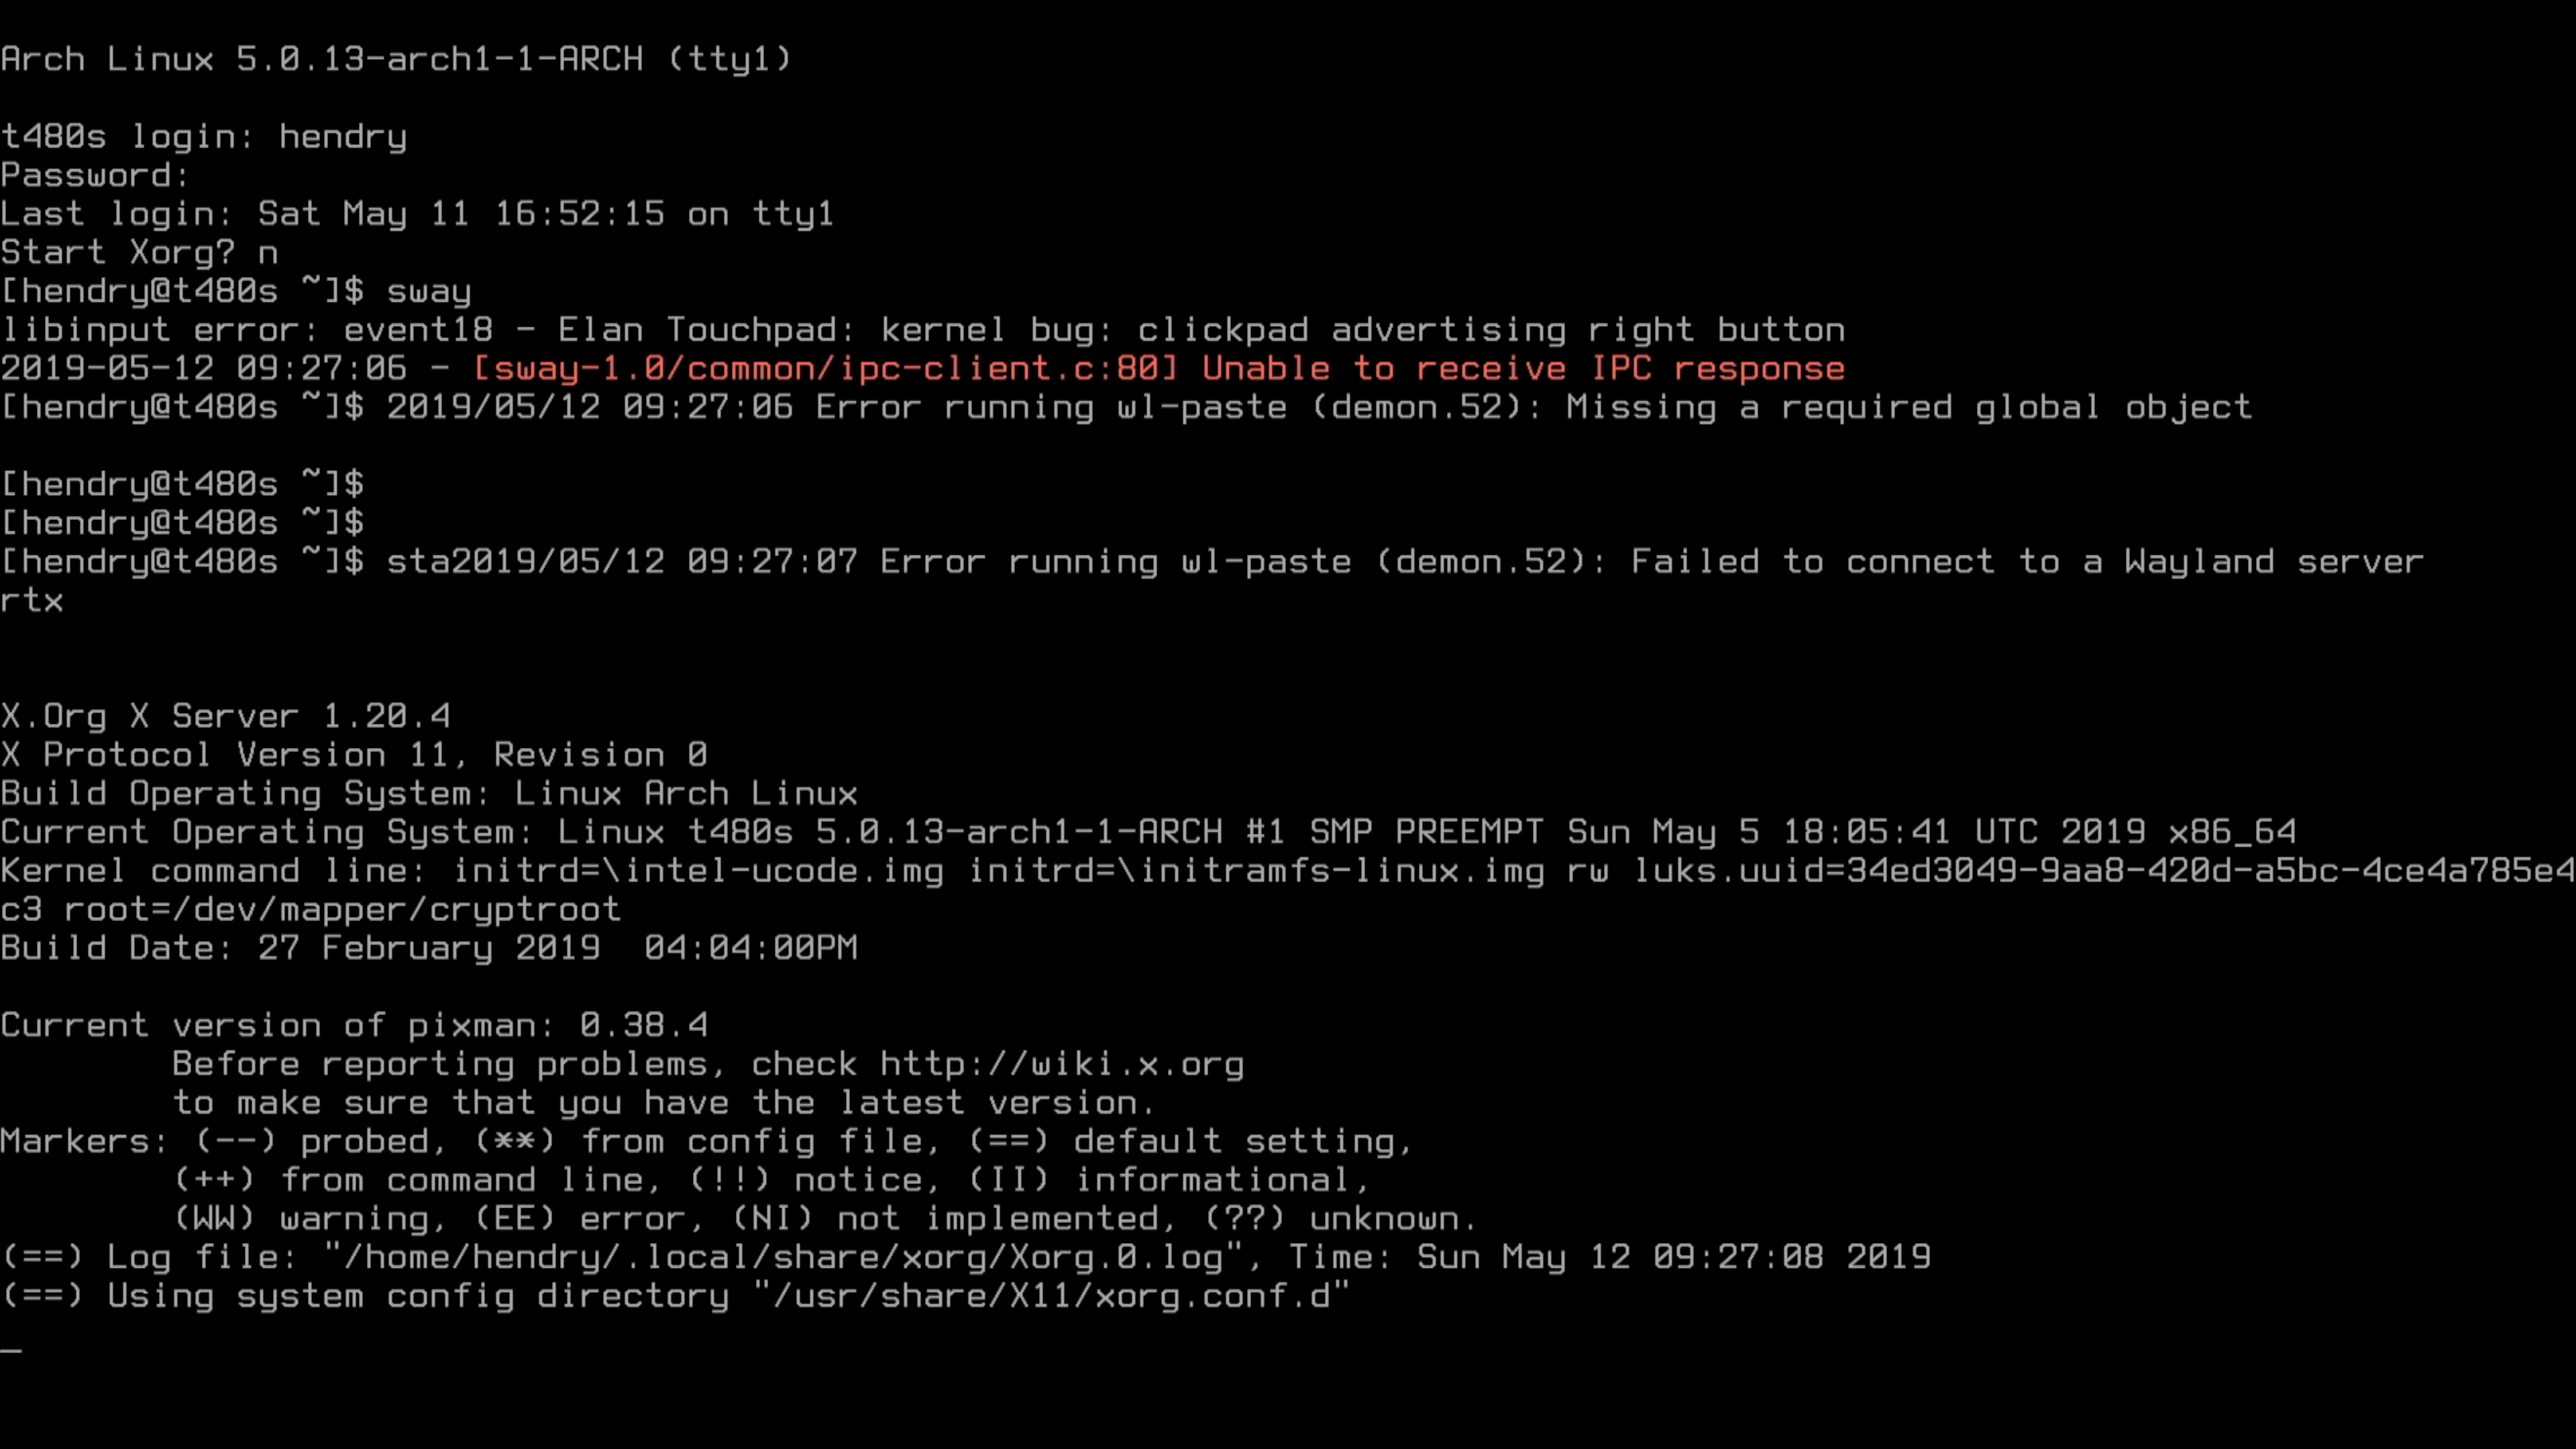 Arch Linux 5.0.13-arch1-1-ARCH (tty1)
t480s login: hendry
Password:
Last login: Sat May 11 16:52:15 on tty1
Start Xorg? n
[hendry@t480s ~]$ sway
libinput error: event18 - Elan Touchpad: kernel bug: clickpad advertising right button
2019-05-12 09:27:06 - [sway-1.0/common/ipc-client.c:80] Unable to receive IPC response
[hendry@t480s ~]$ 2019/05/12 09:27:06 Error running wl-paste (demon.52): Missing a required global object
[hendry@t480s ~]$
[hendry@t480s ~]$
[hendry@t480s ~]$ sta2019/05/12 09:27:07 Error running wl-paste (demon.52): Failed to connect to a Wayland server
rtx
X.Org X Server 1.20.4
X Protocol Version 11, Revision 0
Build Operating System: Linux Arch Linux
Current Operating System: Linux t480s 5.0.13-arch1-1-ARCH #1 SMP PREEMPT Sun May 5 18:05:41 UTC 2019 x86_64
Kernel command line: initrd=\intel-ucode.img initrd=\initramfs-linux.img rw luks.uuid=34ed3049-9aa8-420d-a5bc-4ce4a785e4
c3 root=/dev/mapper/cryptroot
Build Date: 27 February 2019  04:04:00PM
Current version of pixman: 0.38.4
Before reporting problems, check http://wiki.x.org
to make sure that you have the latest version.
Markers: (--) probed, (**) from config file, (==) default setting,
(++) from command line, (!!) notice, (II) informational,
(WW) warning, (EE) error, (NI) not implemented, (??) unknown.
(==) Log file: "/home/hendry/.local/share/xorg/Xorg.0.log", Time: Sun May 12 09:27:08 2019
(==) Using system config directory "/usr/share/X11/xorg.conf.d"
_